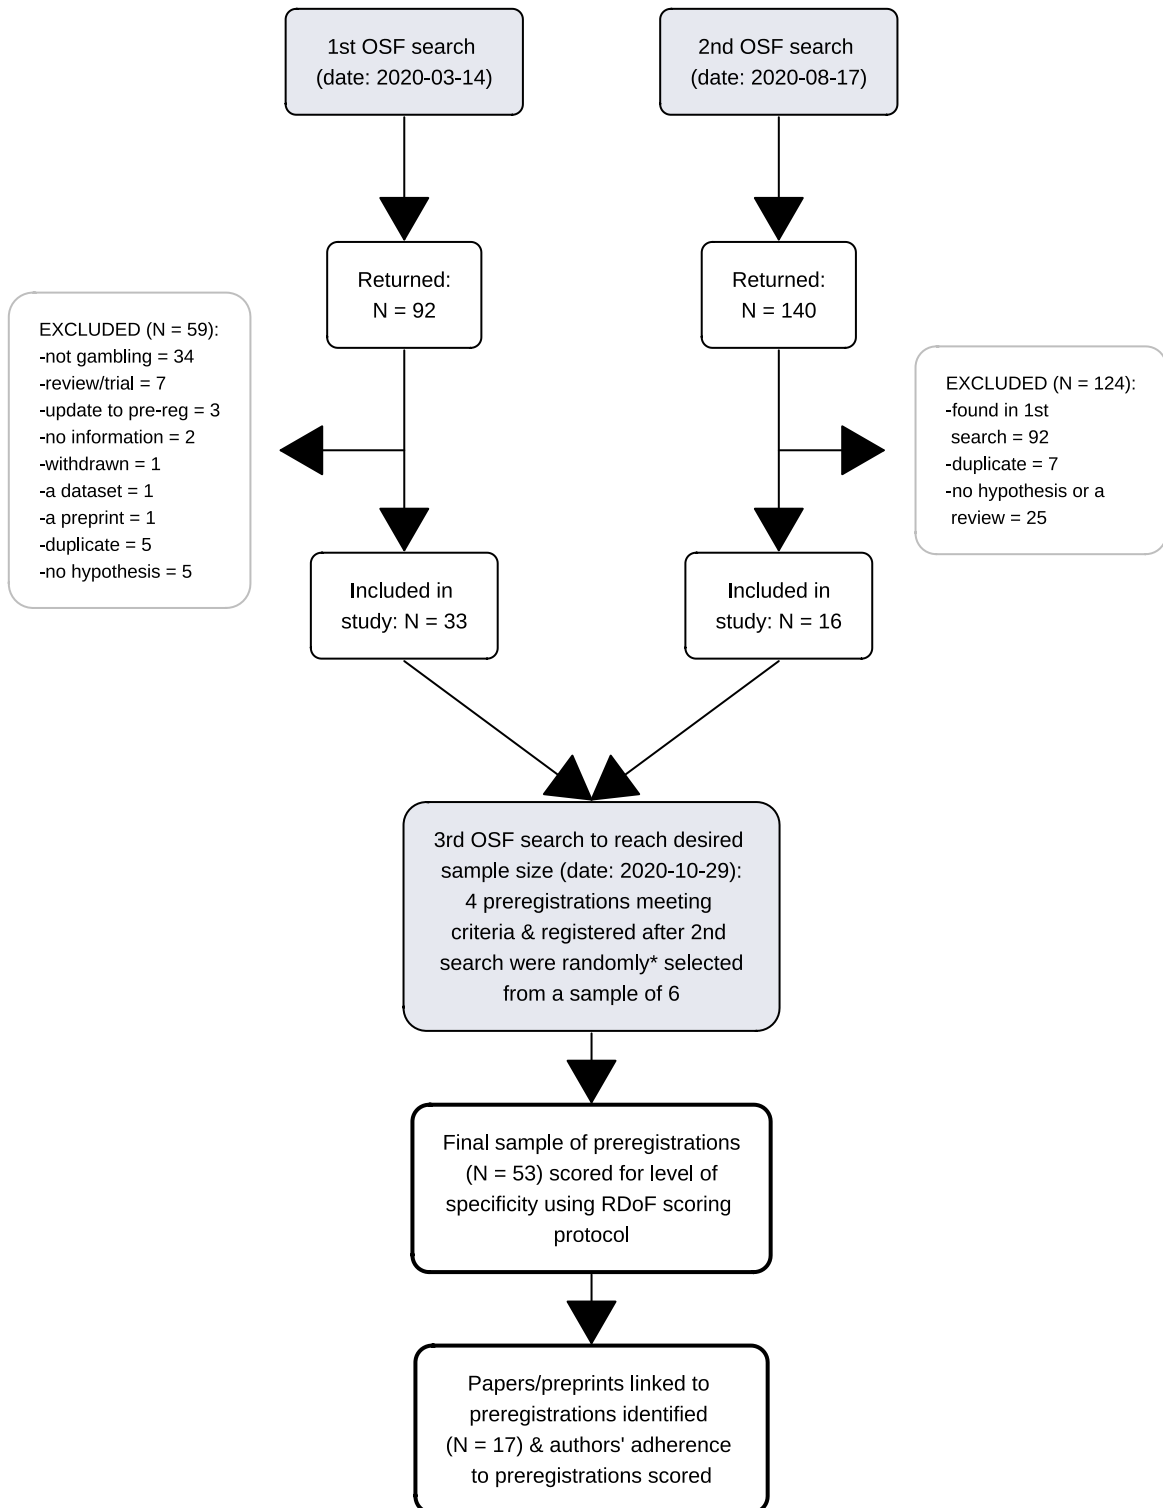 1st OSF search
(date: 2020-03-14)
2nd OSF search
(date: 2020-08-17)
Returned:
N = 92
Returned:
N = 140
EXCLUDED (N = 59):
-not gambling = 34
-review/trial = 7
-update to pre-reg = 3
-no information = 2
-withdrawn = 1
-a dataset = 1
-a preprint = 1
-duplicate = 5
-no hypothesis = 5
EXCLUDED (N = 124):
-found in 1st
search = 92
-duplicate = 7
-no hypothesis or a
review = 25
Included in
study: N = 33
Included in
study: N = 16
3rd OSF search to reach desired
sample size (date: 2020-10-29):
4 preregistrations meeting
criteria & registered after 2nd
search were randomly* selected
from a sample of 6
Final sample of preregistrations
(N = 53) scored for level of
specificity using RDoF scoring
protocol
Papers/preprints linked to
preregistrations identified
(N = 17) & authors' adherence
to preregistrations scored